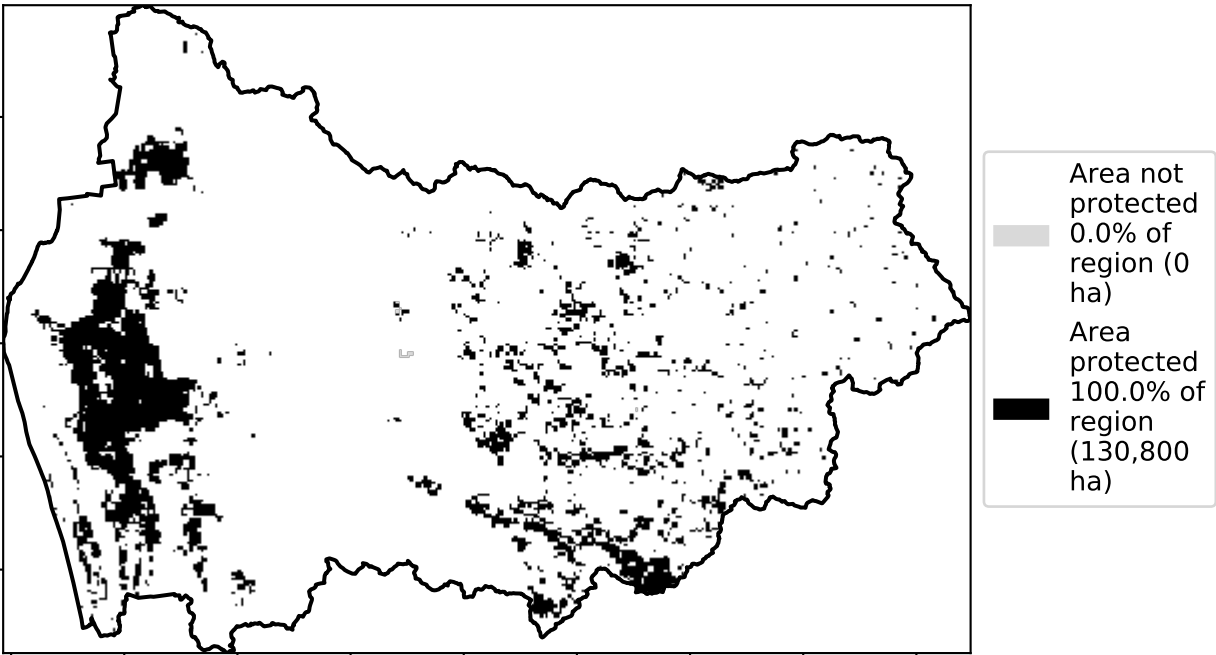 Area not
protected
0.0% of
region (0
ha)
Area
protected
100.0% of
region
(130,800
ha)